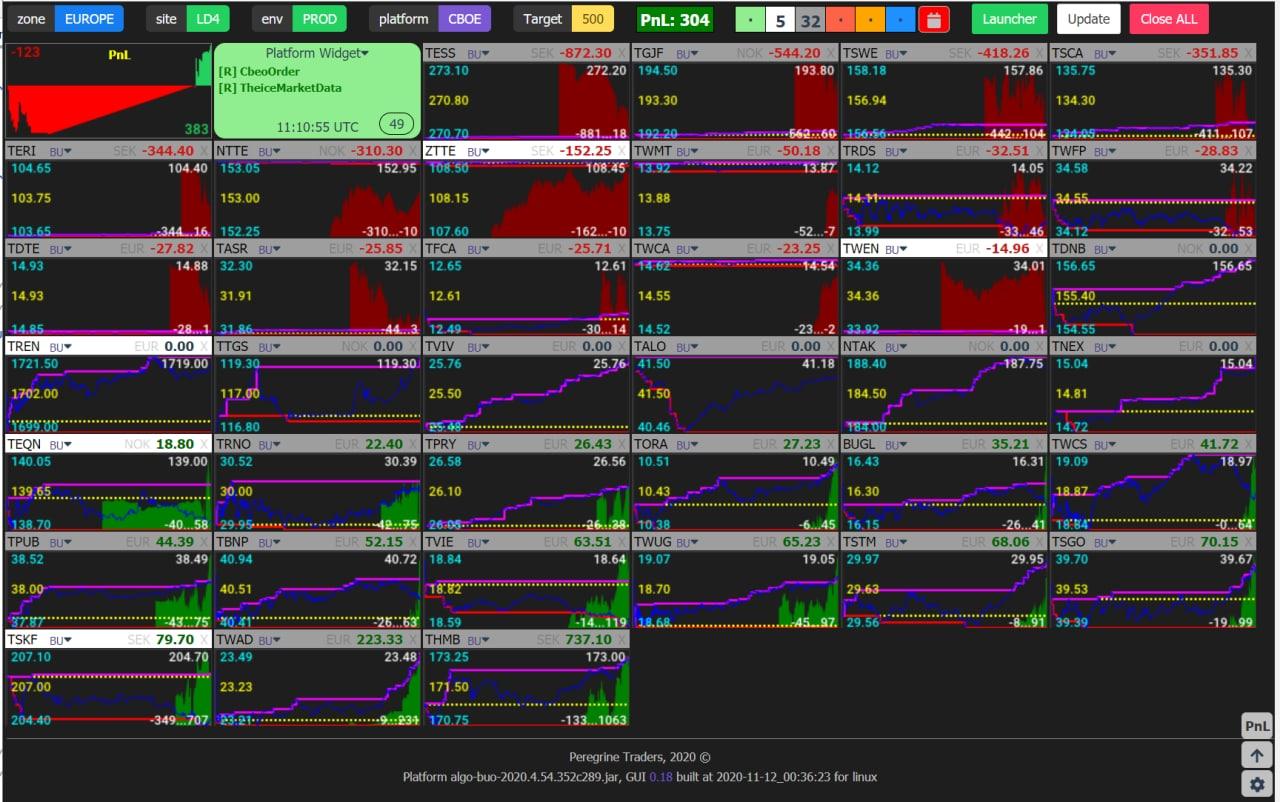 zone EUROPE site LD4 env PROD platform CBOE Target 500 PnL: 304 5 32 Launcher Update Close ALL
-123 PnL 383
Platform Widget
[R] CbeoOrder
[R] TheiceMarketData
11:10:55 UTC 49
TESS BU SEK -872.30 X
273.10 272.20
270.80
270.70 -881...18
TGJF BU NOK -544.20 X
194.50 193.80
193.30
192.20 -562...60
TSWE BU SEK -418.26 X
158.18 157.86
156.94
156.56 -442...104
TSCA BU SEK -351.85 X
135.75 135.30
134.30
134.05 -411...107
TERI BU SEK -344.40 X
104.65 104.40
103.75
103.65 -344...16
NTTE BU NOK -310.30 X
153.05 152.95
153.00
152.25 -310...-10
ZTTE BU SEK -152.25 X
108.50 108.45
108.15
107.60 -162...-10
TWMT BU EUR -50.18 X
13.92 13.87
13.88
13.75 -52...-7
TRDS BU EUR -32.51 X
14.12 14.05
14.11
13.99 -33...46
TWFP BU EUR -28.83 X
34.58 34.22
34.55
34.12 -32...53
TDTE BU EUR -27.82 X
14.93 14.88
14.93
14.85 -28...1
TASR BU EUR -25.85 X
32.30 32.15
31.91
31.86 -44...3
TFCA BU EUR -25.71 X
12.65 12.61
12.61
12.49 -30...14
TWCA BU EUR -23.25 X
14.62 14.54
14.55
14.52 -23...-2
TWEN BU EUR -14.96 X
34.36 34.01
34.36
33.92 -19...1
TDNB BU NOK 0.00 X
156.65 156.65
155.40
154.55
TREN BU EUR 0.00 X
1721.50 1719.00
1702.00
1699.00
TTGS BU NOK 0.00 X
119.30 119.30
117.00
116.80
TVIV BU EUR 0.00 X
25.76 25.76
25.50
25.48
TALO BU EUR 0.00 X
41.50 41.18
41.50
40.46
NTAK BU NOK 0.00 X
188.40 187.75
184.50
184.00
TNEX BU EUR 0.00 X
15.04 15.04
14.81
14.72
TEQN BU NOK 18.80 X
140.05 139.00
139.65
138.70 -40...58
TRNO BU EUR 22.40 X
30.52 30.39
30.00
29.95 -42...75
TPRY BU EUR 26.43 X
26.58 26.56
26.10
26.05 -26...38
TORA BU EUR 27.23 X
10.51 10.49
10.43
10.38 -6...45
BUGL BU EUR 35.21 X
16.43 16.31
16.30
16.15 -26...41
TWCS BU EUR 41.72 X
19.09 18.97
18.87
18.84 -0...64
TPUB BU EUR 44.39 X
38.52 38.49
38.00
37.87 -43...75
TBNP BU EUR 52.15 X
40.94 40.72
40.51
40.41 -26...63
TVIE BU EUR 63.51 X
18.84 18.64
18.82
18.59 -14...119
TWUG BU EUR 65.23 X
19.07 19.05
18.70
18.68 -45...97
TSTM BU EUR 68.06 X
29.97 29.95
29.63
29.56 -8...91
TSGO BU EUR 70.15 X
39.70 39.67
39.53
39.39 -19...99
TSKF BU SEK 79.70 X
207.10 204.70
207.00
204.40 -349...707
TWAD BU EUR 223.33 X
23.49 23.48
23.23
23.21 -9...231
THMB BU SEK 737.10 X
173.25 173.00
171.50
170.75 -133...1063
PnL
Peregrine Traders, 2020 ©
Platform algo-buo-2020.4.54.352c289.jar, GUI 0.18 built at 2020-11-12_00:36:23 for linux